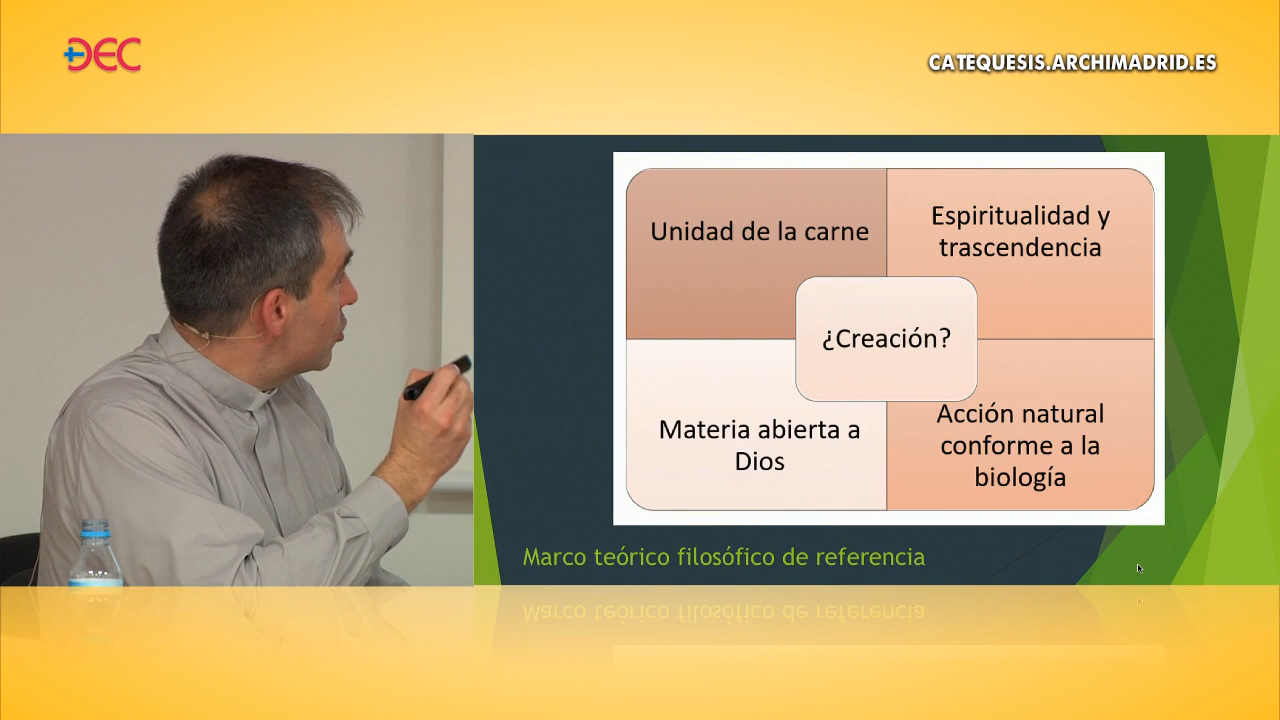 DEC
CATEQUESIS.ARCHIMADRID.ES
Unidad de la carne
Espiritualidad y
trascendencia
¿Creación?
Materia abierta a
Dios
Acción natural
conforme a la
biología
Marco teórico filosófico de referencia